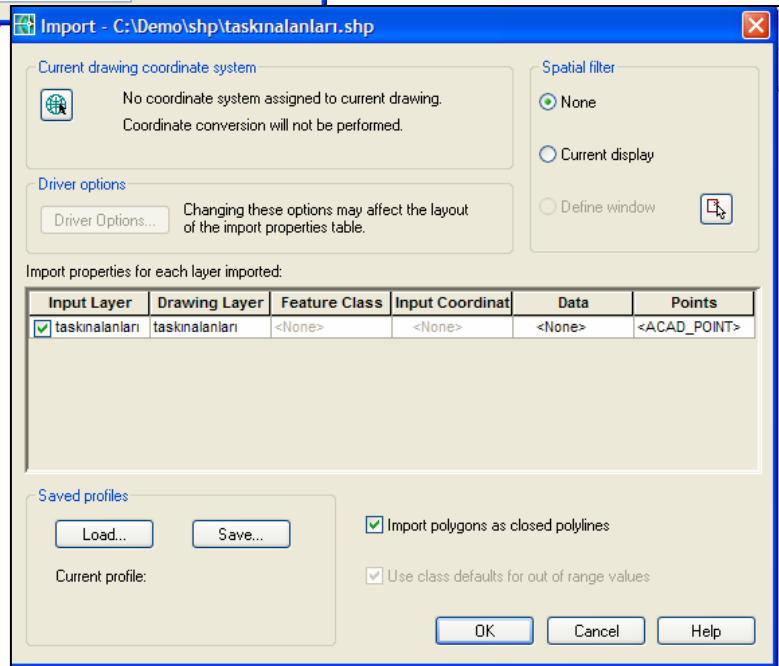 Import - C:\Demo\shp\taskınalanları.shp
Current drawing coordinate system
No coordinate system assigned to current drawing.
Coordinate conversion will not be performed.
Spatial filter
None
Current display
Define window
Driver options
Driver Options...
Changing these options may affect the layout
of the import properties table.
Import properties for each layer imported:
Input Layer Drawing Layer Feature Class Input Coordinat Data Points
taskınalanları taskınalanları <None> <None> <None> <ACAD_POINT>
Saved profiles
Load... Save...
Current profile:
Import polygons as closed polylines
Use class defaults for out of range values
OK Cancel Help